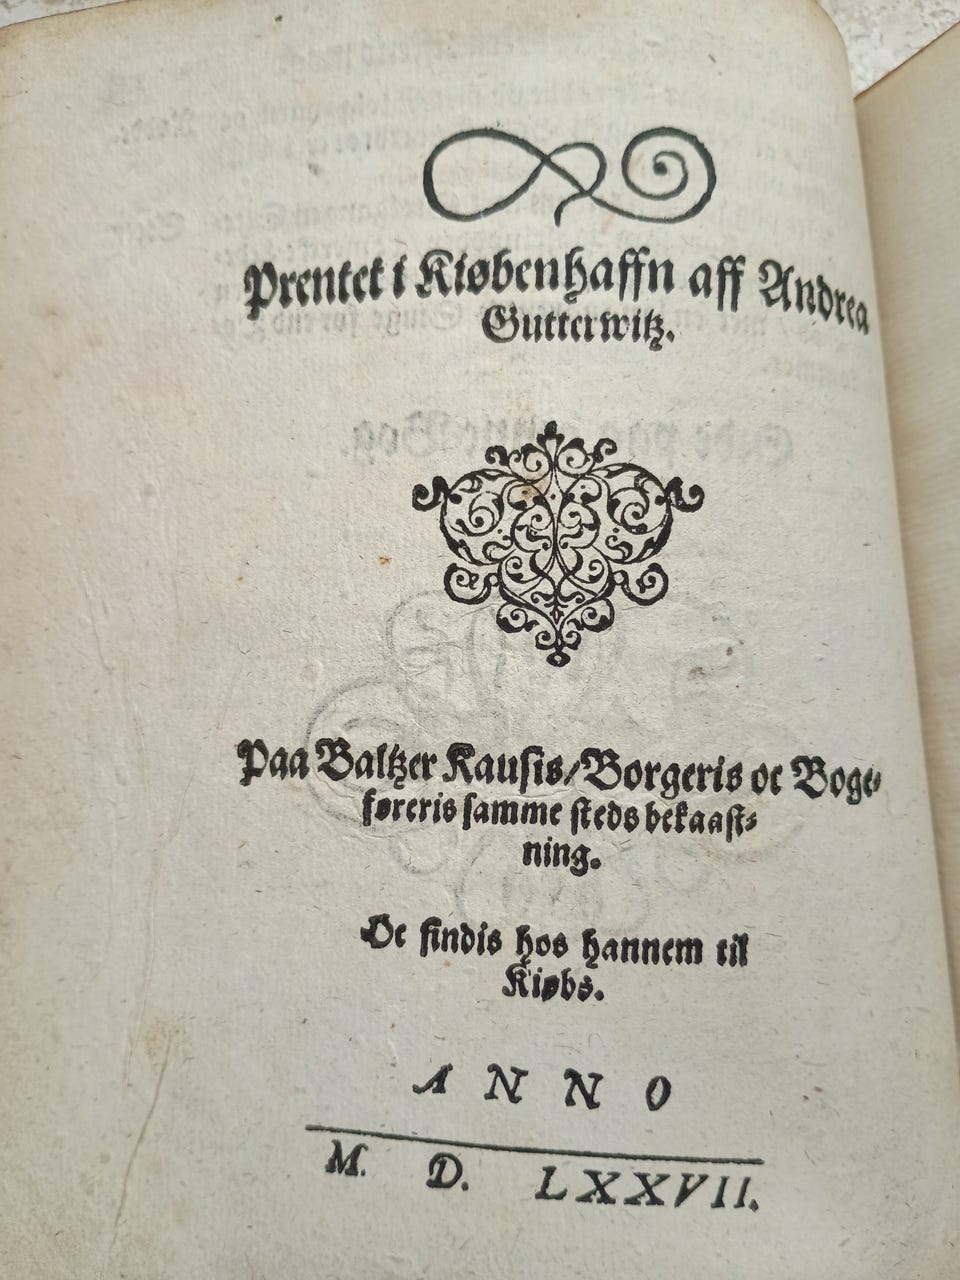 Prentet i Kiøbenhaffn aff Andrea
Gutterwitz.
Paa Baltzer Kausis/Borgeris oc Boge-
føreris samme steds bekaast-
ning.
Oc findis hos hannem til
Kiøbs.
ANNO
M. D. LXXVII.